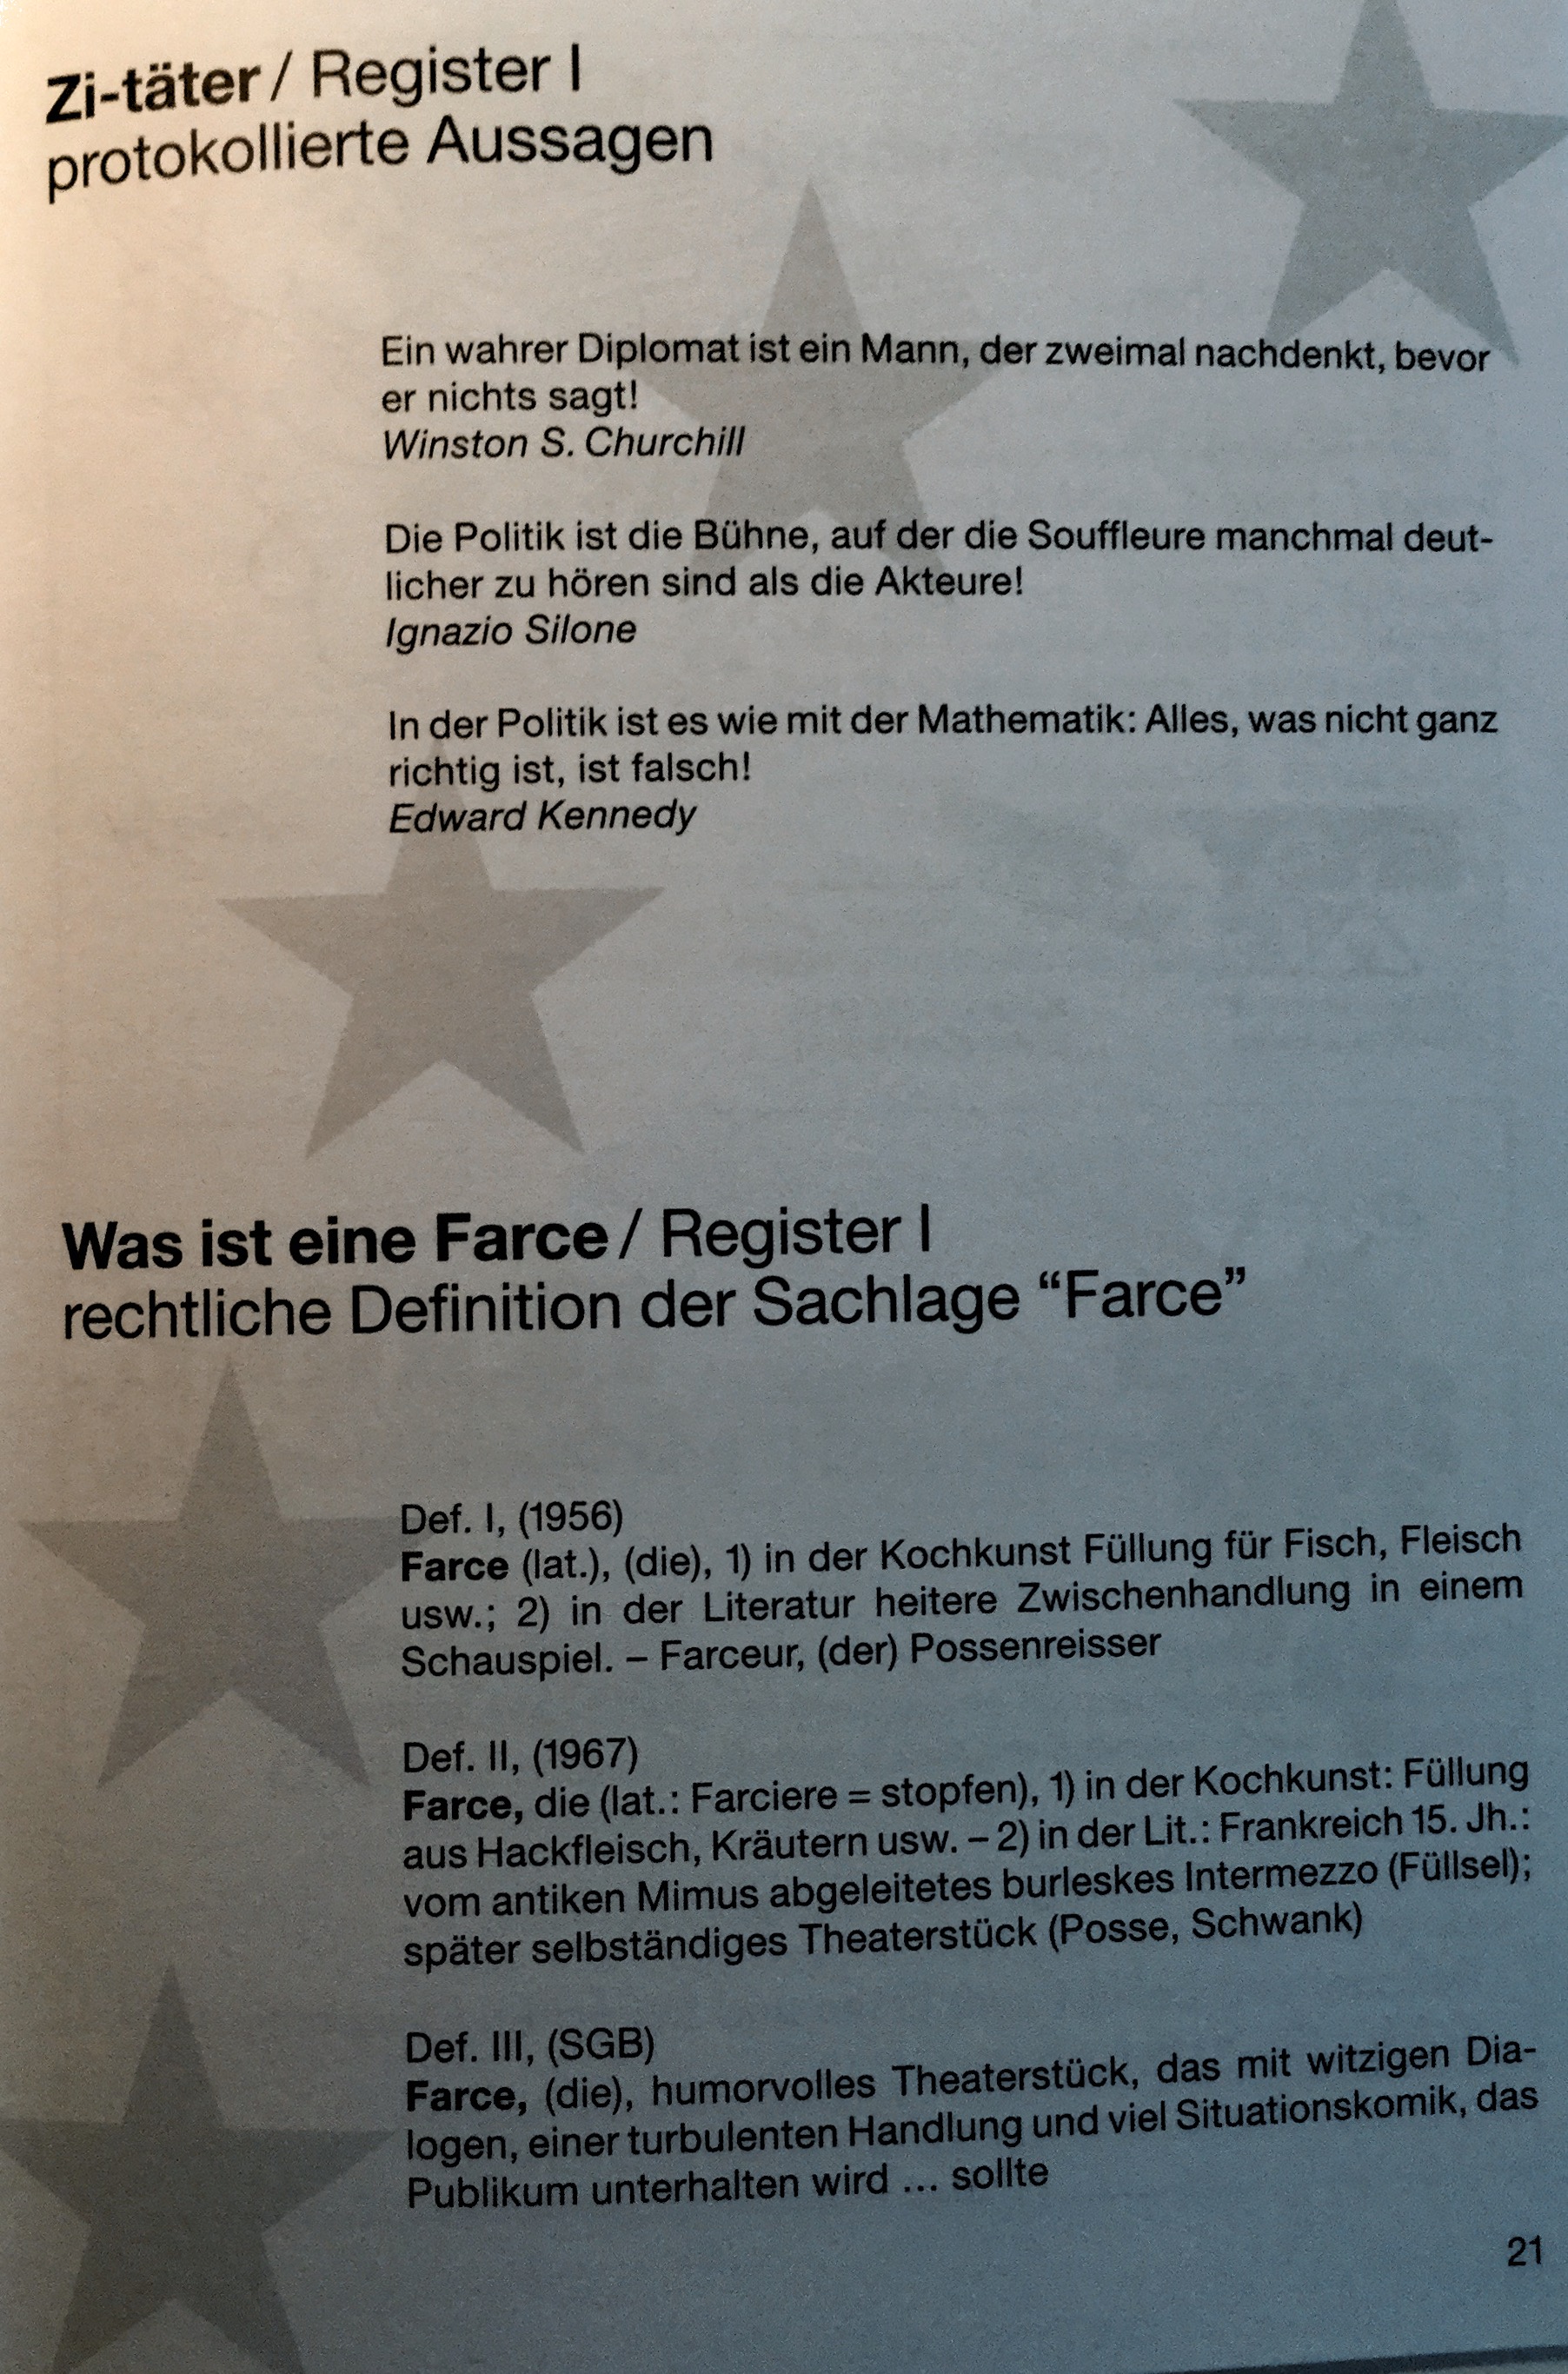 Zi-täter / Register I
protokollierte Aussagen
Ein wahrer Diplomat ist ein Mann, der zweimal nachdenkt, bevor
er nichts sagt!
Winston S. Churchill
Die Politik ist die Bühne, auf der die Souffleure manchmal deut-
licher zu hören sind als die Akteure!
Ignazio Silone
In der Politik ist es wie mit der Mathematik: Alles, was nicht ganz
richtig ist, ist falsch!
Edward Kennedy
Was ist eine Farce / Register I
rechtliche Definition der Sachlage “Farce”
Def. I, (1956)
Farce (lat.), (die), 1) in der Kochkunst Füllung für Fisch, Fleisch
usw.; 2) in der Literatur heitere Zwischenhandlung in einem
Schauspiel. – Farceur, (der) Possenreisser
Def. II, (1967)
Farce, die (lat.: Farciere = stopfen), 1) in der Kochkunst: Füllung
aus Hackfleisch, Kräutern usw. – 2) in der Lit.: Frankreich 15. Jh.:
vom antiken Mimus abgeleitetes burleskes Intermezzo (Füllsel);
später selbständiges Theaterstück (Posse, Schwank)
Def. III, (SGB)
Farce, (die), humorvolles Theaterstück, das mit witzigen Dia-
logen, einer turbulenten Handlung und viel Situationskomik, das
Publikum unterhalten wird ... sollte
21